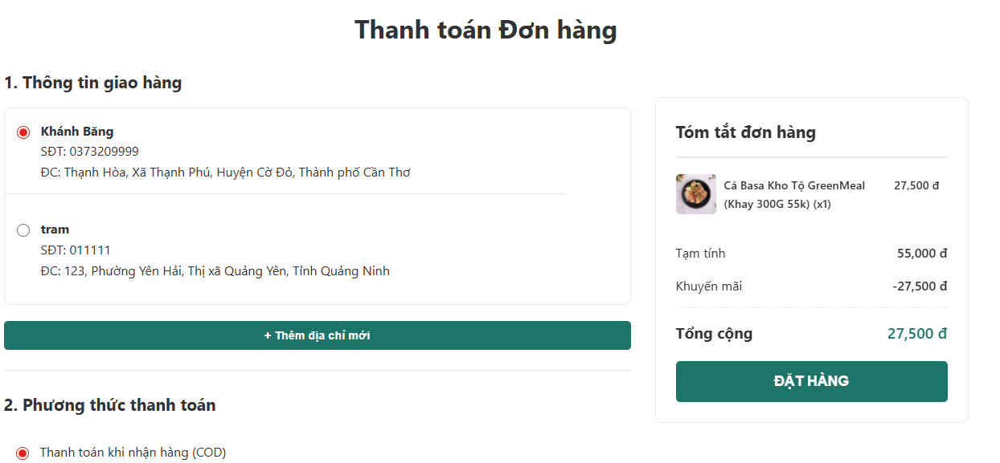 Thanh toán Đơn hàng
1. Thông tin giao hàng
Khánh Băng
SĐT: 0373209999
ĐC: Thạnh Hòa, Xã Thạnh Phú, Huyện Cờ Đỏ, Thành phố Cần Thơ
tram
SĐT: 011111
ĐC: 123, Phường Yên Hải, Thị xã Quảng Yên, Tỉnh Quảng Ninh
+ Thêm địa chỉ mới
2. Phương thức thanh toán
Thanh toán khi nhận hàng (COD)
Tóm tắt đơn hàng
Cá Basa Kho Tộ GreenMeal 27,500 đ
(Khay 300G 55k) (x1)
Tạm tính 55,000 đ
Khuyến mãi -27,500 đ
Tổng cộng 27,500 đ
ĐẶT HÀNG